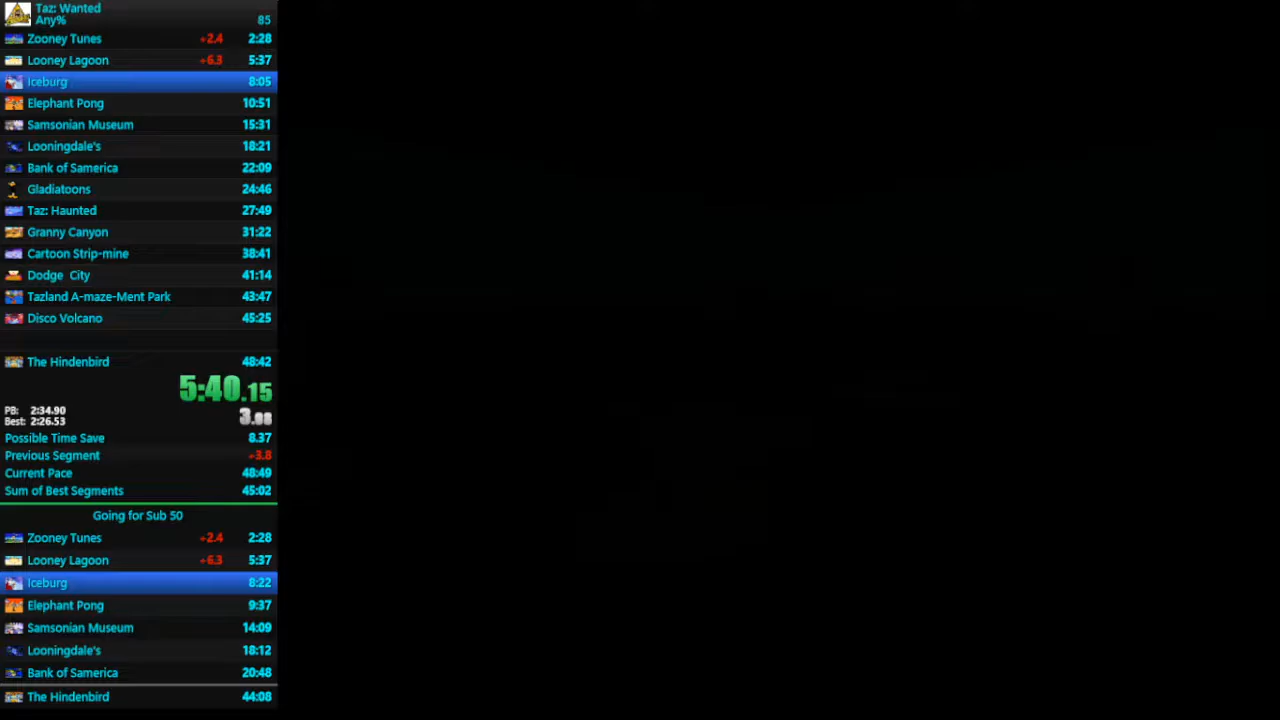 Taz: Wanted
Any% 85
Zooney Tunes +2.4 2:28
Looney Lagoon +6.3 5:37
Iceburg 8:05
Elephant Pong 10:51
Samsonian Museum 15:31
Looningdale's 18:21
Bank of Samerica 22:09
Gladiatoons 24:46
Taz: Haunted 27:49
Granny Canyon 31:22
Cartoon Strip-mine 38:41
Dodge City 41:14
Tazland A-maze-Ment Park 43:47
Disco Volcano 45:25
The Hindenbird 48:42
5:40.15
PB: 2:34.90
Best: 2:26.53 3.08
Possible Time Save 8.37
Previous Segment +3.8
Current Pace 48:49
Sum of Best Segments 45:02
Going for Sub 50
Zooney Tunes +2.4 2:28
Looney Lagoon +6.3 5:37
Iceburg 8:22
Elephant Pong 9:37
Samsonian Museum 14:09
Looningdale's 18:12
Bank of Samerica 20:48
The Hindenbird 44:08